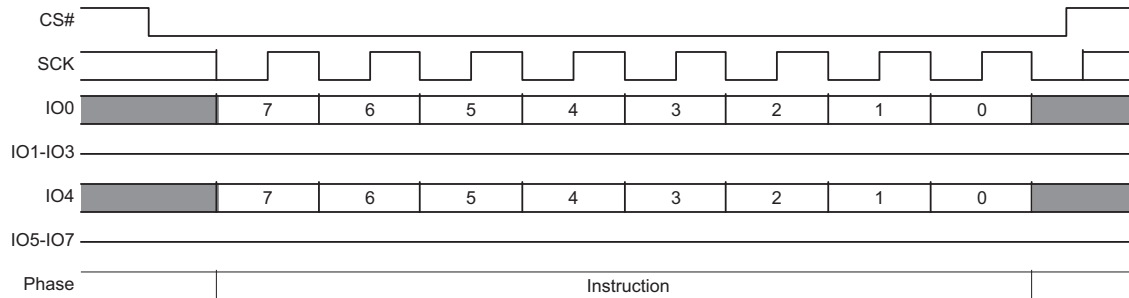 CS#
SCK
IO0 7 6 5 4 3 2 1 0
IO1-IO3
IO4 7 6 5 4 3 2 1 0
IO5-IO7
Phase Instruction